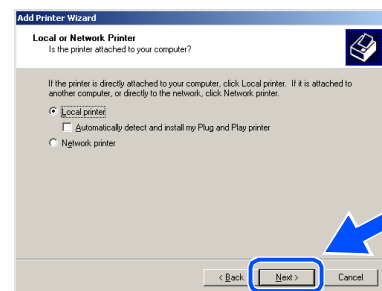 Add Printer Wizard
Local or Network Printer
Is the printer attached to your computer?
If the printer is directly attached to your computer, click Local printer. If it is attached to
another computer, or directly to the network, click Network printer.
Local printer
Automatically detect and install my Plug and Play printer
Network printer
< Back
Next >
Cancel